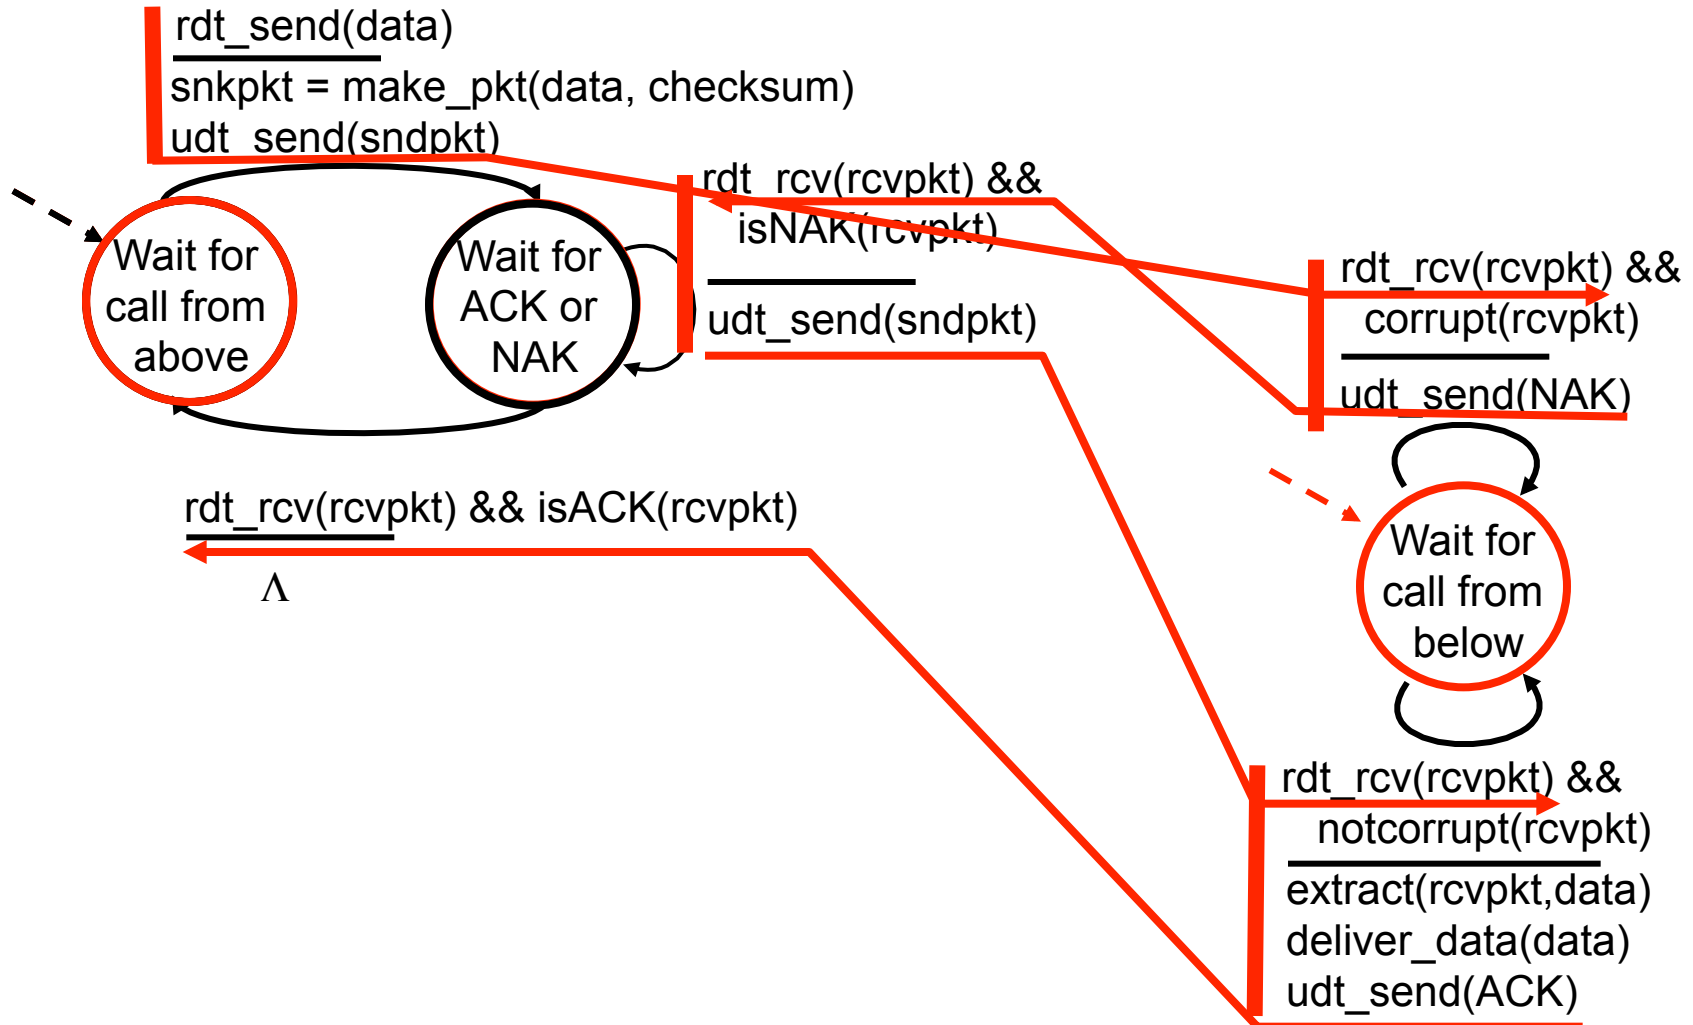 rdt_send(data)
snkpkt = make_pkt(data, checksum)
udt_send(sndpkt)
rdt_rcv(rcvpkt) &&
isNAK(rcvpkt)
udt_send(sndpkt)
Wait for
call from
above
Wait for
ACK or
NAK
rdt_rcv(rcvpkt) && isACK(rcvpkt)
Λ
rdt_rcv(rcvpkt) &&
corrupt(rcvpkt)
udt_send(NAK)
Wait for
call from
below
rdt_rcv(rcvpkt) &&
notcorrupt(rcvpkt)
extract(rcvpkt,data)
deliver_data(data)
udt_send(ACK)